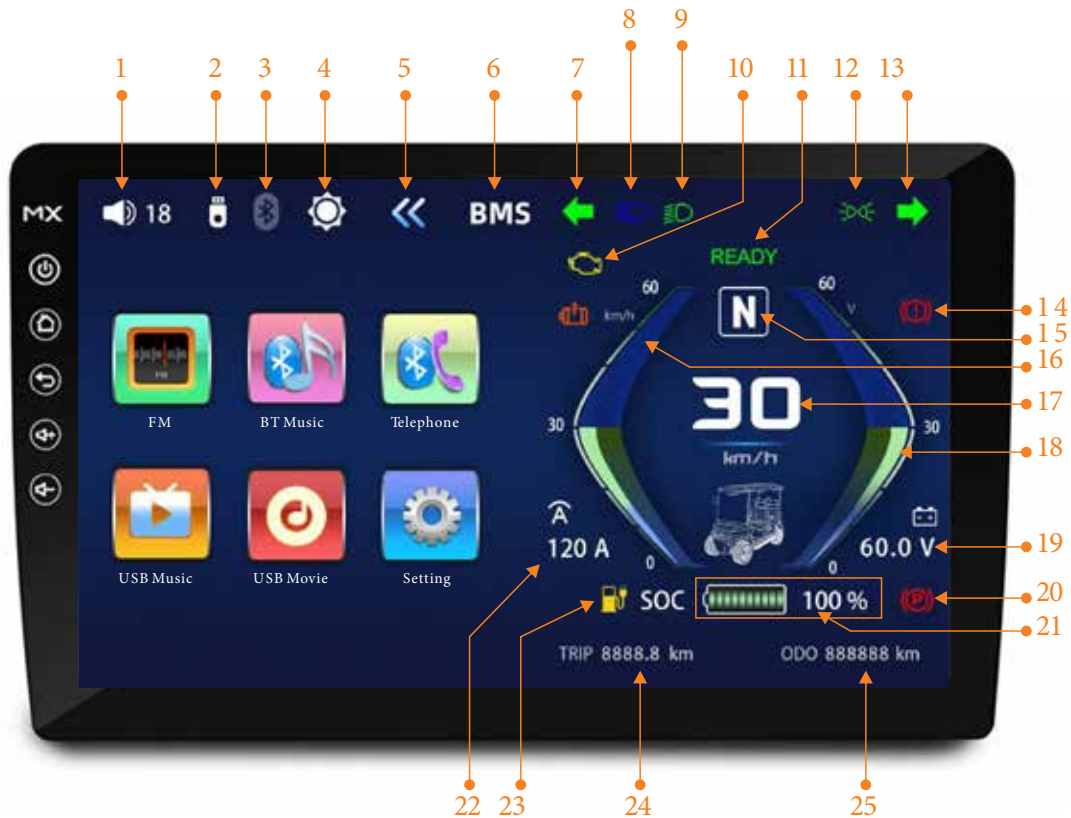 1 2 3 4 5 6 7 8 9 10 11 12 13
MX 18 BMS
READY
60 N 60
km/h V
14
15
16
30
17
30 30
18
km/h
FM BT Music Telephone
A
120 A 60.0 V
19
0 0
USB Music USB Movie Setting
SOC 100 % P
20
21
TRIP 8888.8 km ODO 888888 km
22 23 24 25